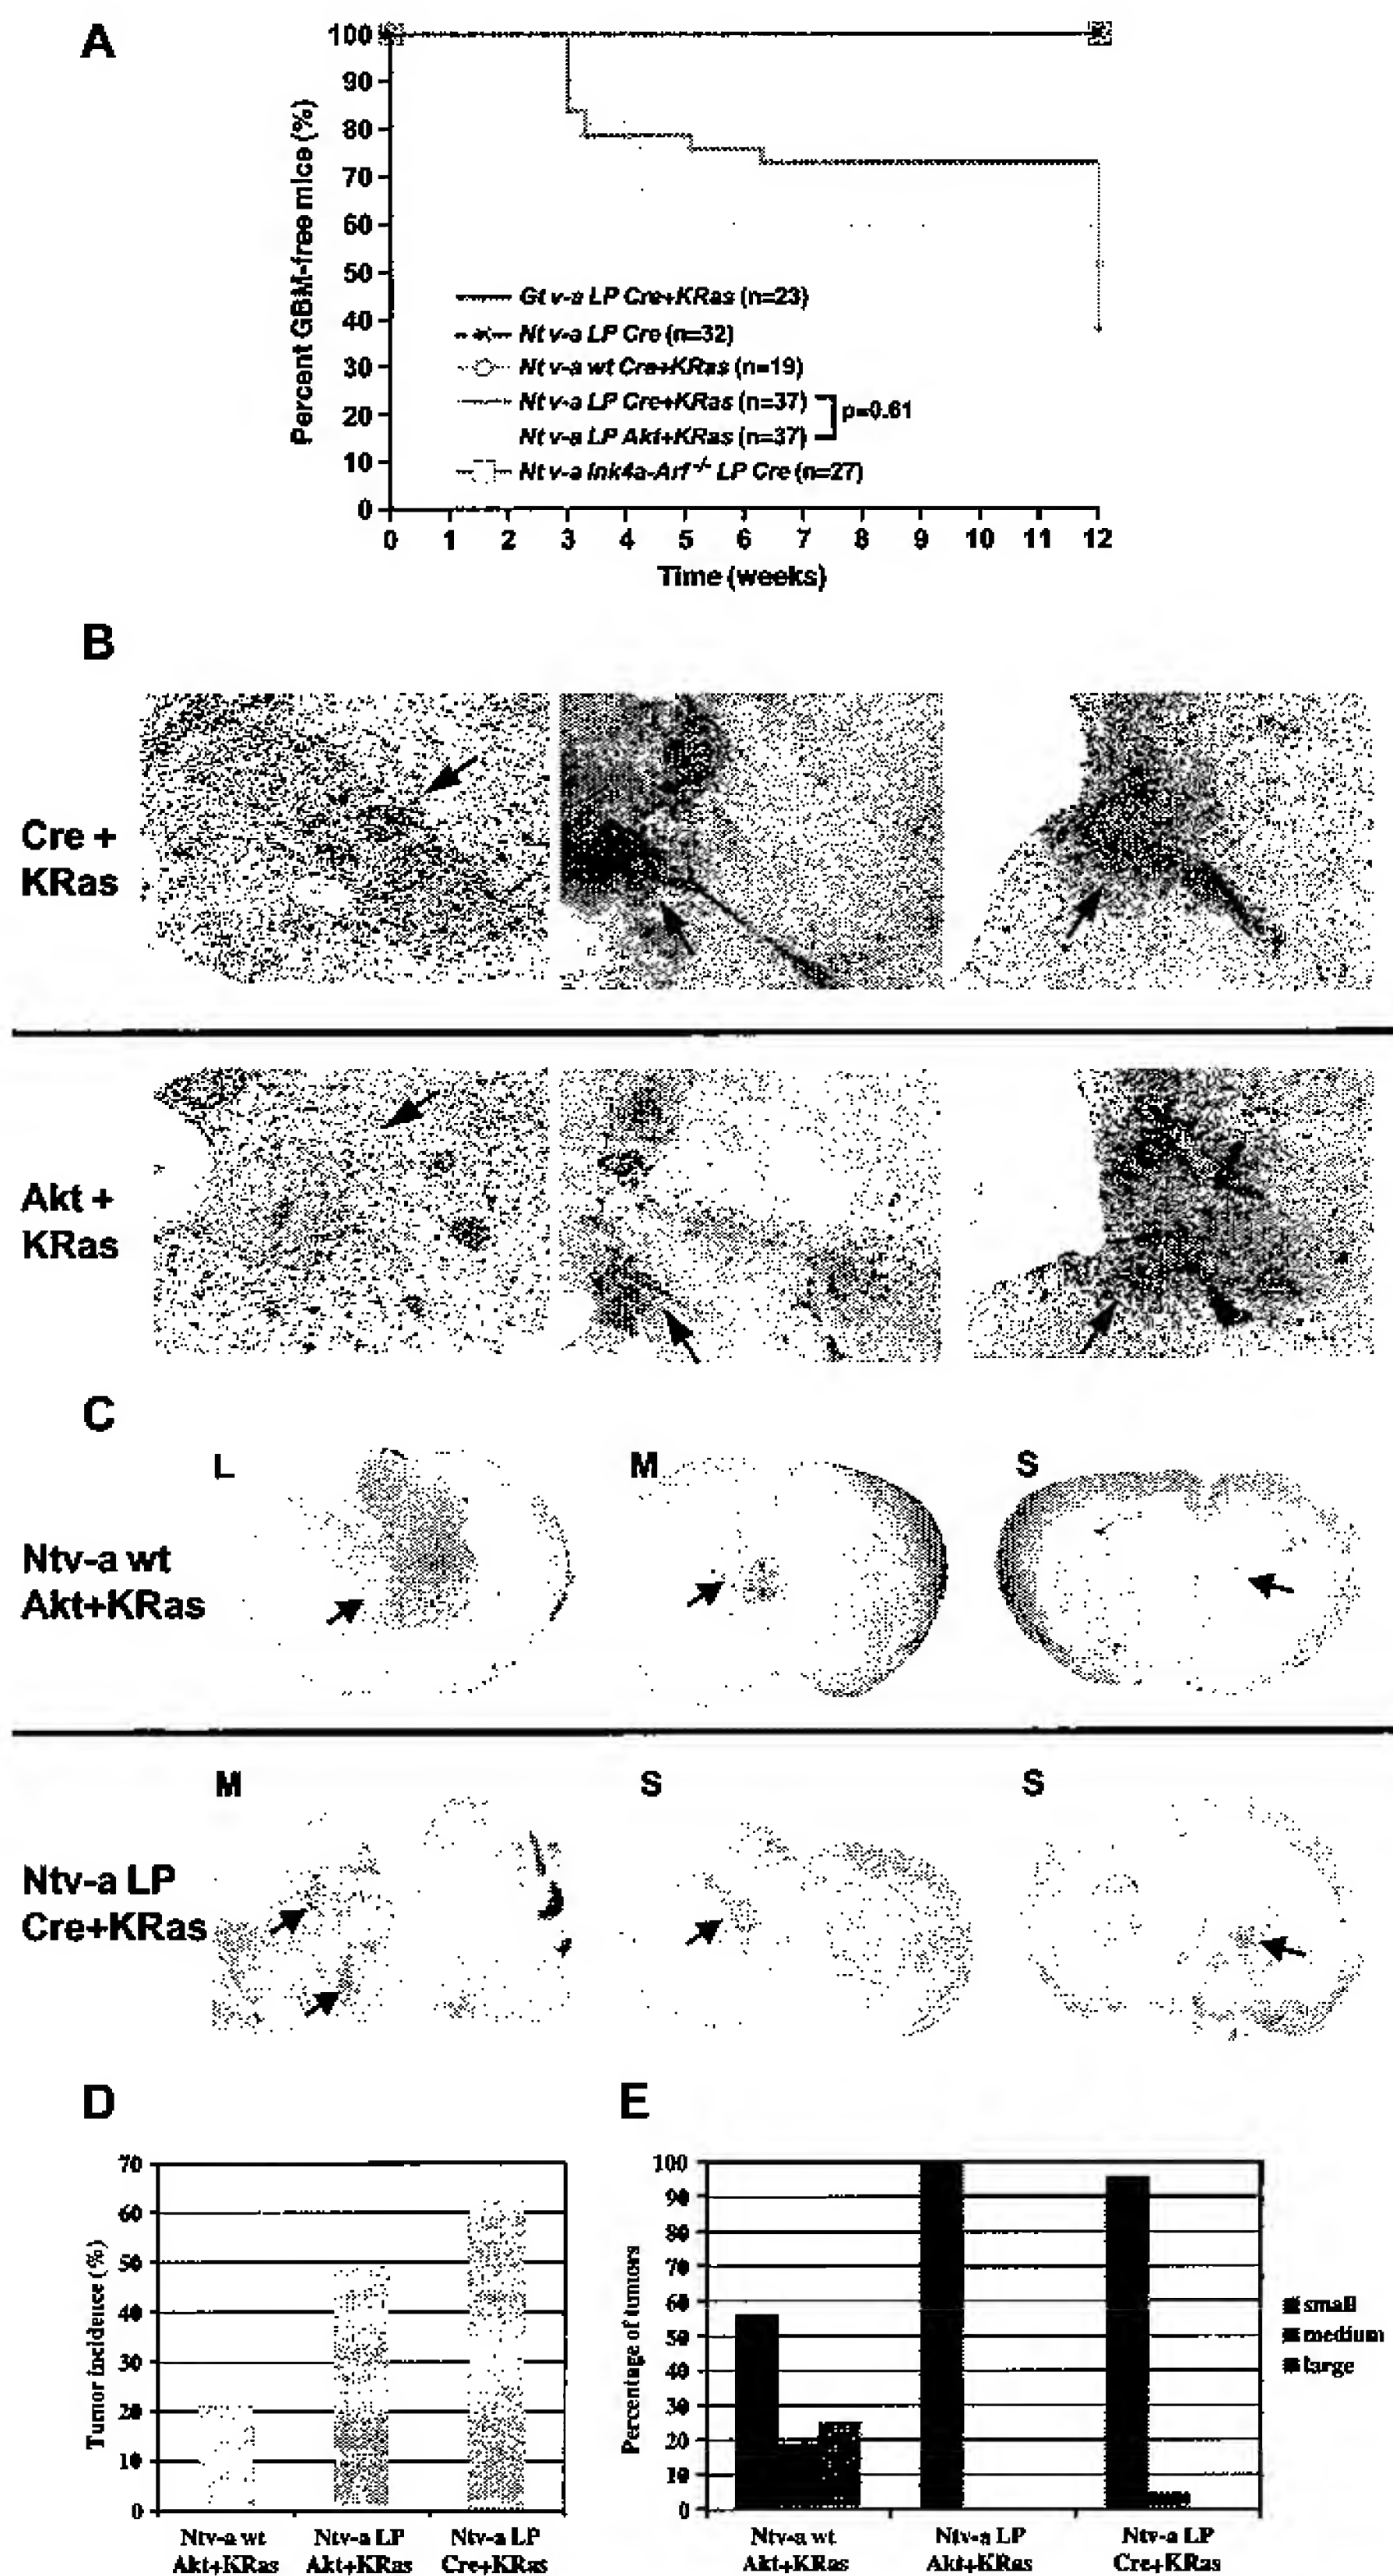 A
Percent GBM-free mice (%)
100
90
80
70
60
50
40
30
20
10
0
Gt v-a LP Cre+KRas (n=23)
Nt v-a LP Cre (n=32)
Nt v-a wt Cre+KRas (n=19)
Nt v-a LP Cre+KRas (n=37)
p=0.61
Nt v-a LP Akt+KRas (n=37)
Nt v-a Ink4a-Arf -/- LP Cre (n=27)
0 1 2 3 4 5 6 7 8 9 10 11 12
Time (weeks)
B
Cre +
KRas
Akt +
KRas
C
L M S
Ntv-a wt
Akt+KRas
M S S
Ntv-a LP
Cre+KRas
D
Tumor incidence (%)
70
60
50
40
30
20
10
0
Ntv-a wt Ntv-a LP Ntv-a LP
Akt+KRas Akt+KRas Cre+KRas
E
Percentage of tumors
100
90
80
70
60
50
40
30
20
10
0
small
medium
large
Ntv-a wt Ntv-a LP Ntv-a LP
Akt+KRas Akt+KRas Cre+KRas